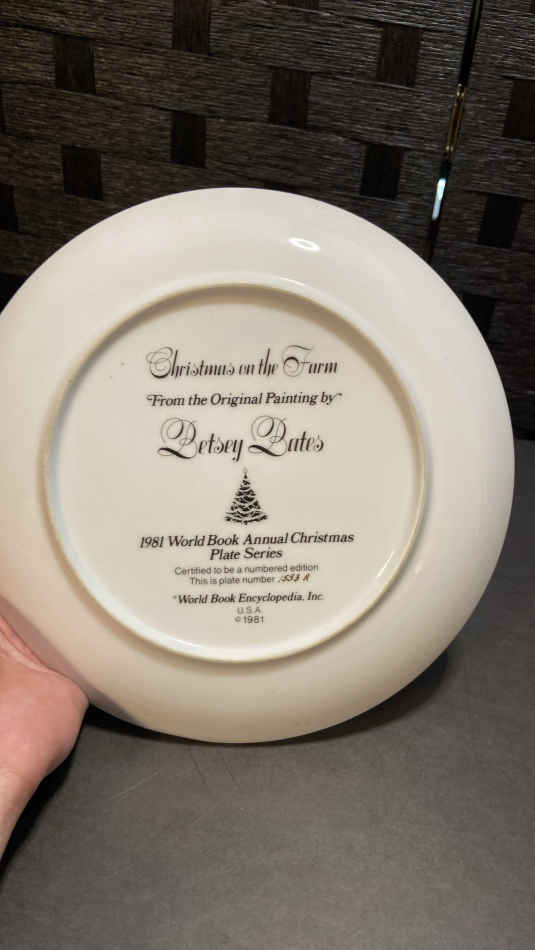 Christmas on the Farm
From the Original Painting by
Betsey Bates
1981 World Book Annual Christmas
Plate Series
Certified to be a numbered edition
This is plate number
World Book Encyclopedia, Inc.
U.S.A.
©1981